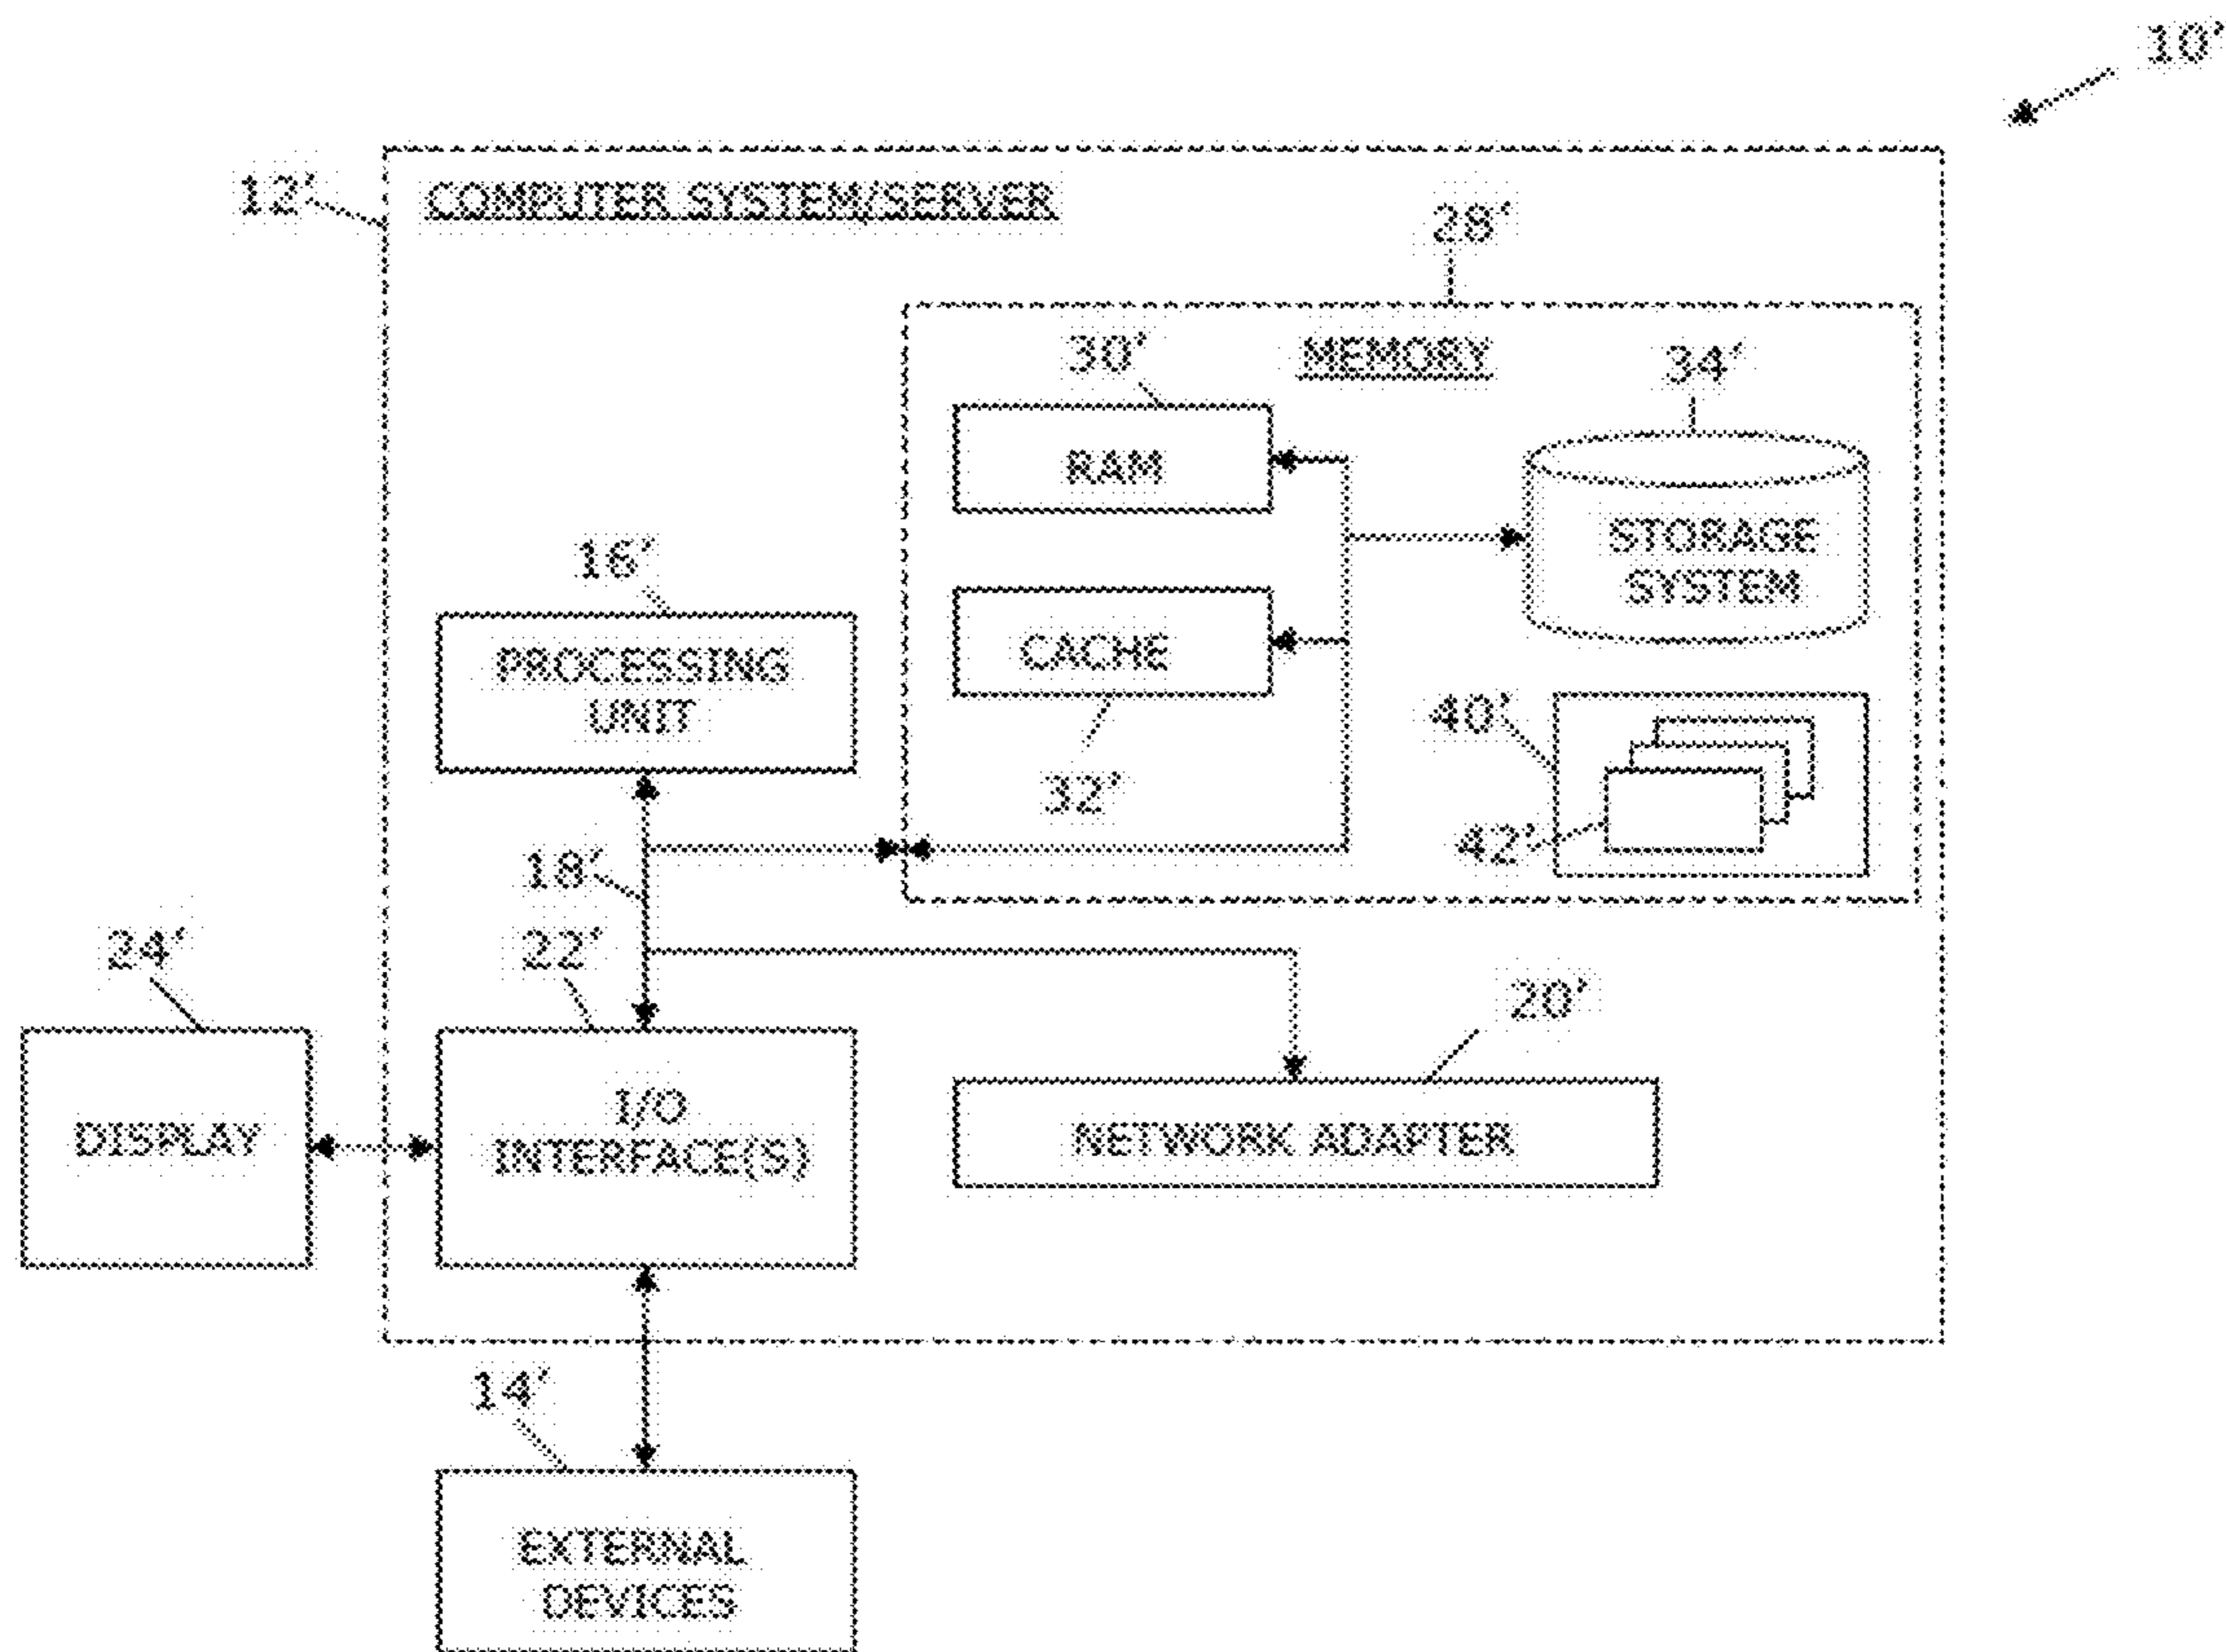 10'
12'
COMPUTER SYSTEM/SERVER
28'
30'
MEMORY
34'
RAM
STORAGE
SYSTEM
16'
PROCESSING
UNIT
CACHE
40'
32'
42'
18'
24'
22'
20'
DISPLAY
I/O
INTERFACE(S)
NETWORK ADAPTER
14'
EXTERNAL
DEVICES